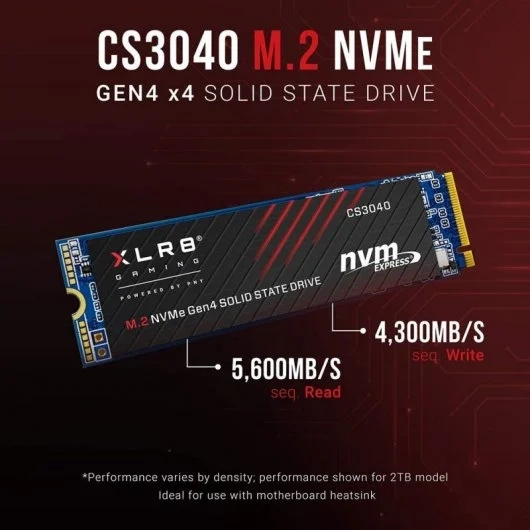 CS3040 M.2 NVMe
GEN4 x4 SOLID STATE DRIVE
CS3040
XLR8®
GAMING
POWERED BY PNY
nvm
EXPRESS
M.2 NVMe Gen4 SOLID STATE DRIVE
4,300MB/S
seq. Write
5,600MB/S
seq. Read
*Performance varies by density; performance shown for 2TB model
Ideal for use with motherboard heatsink